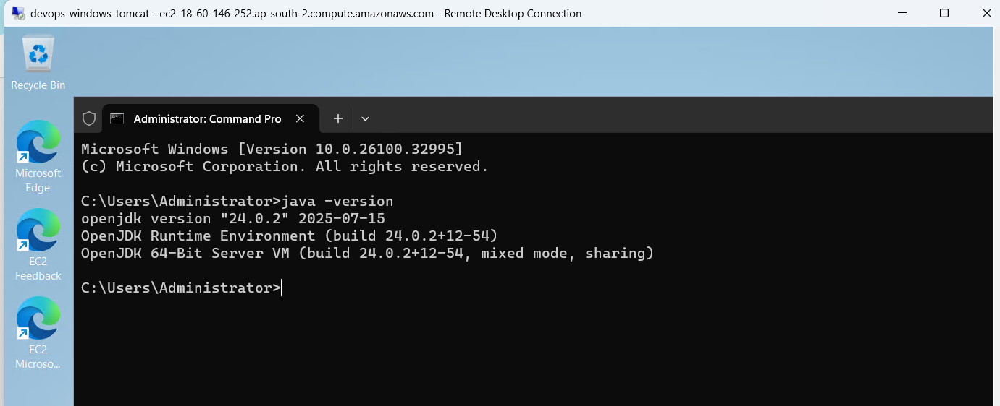 devops-windows-tomcat - ec2-18-60-146-252.ap-south-2.compute.amazonaws.com - Remote Desktop Connection
Recycle Bin
Microsoft
Edge
EC2
Feedback
EC2
Microso...
Administrator: Command Pro
Microsoft Windows [Version 10.0.26100.32995]
(c) Microsoft Corporation. All rights reserved.
C:\Users\Administrator>java -version
openjdk version "24.0.2" 2025-07-15
OpenJDK Runtime Environment (build 24.0.2+12-54)
OpenJDK 64-Bit Server VM (build 24.0.2+12-54, mixed mode, sharing)
C:\Users\Administrator>